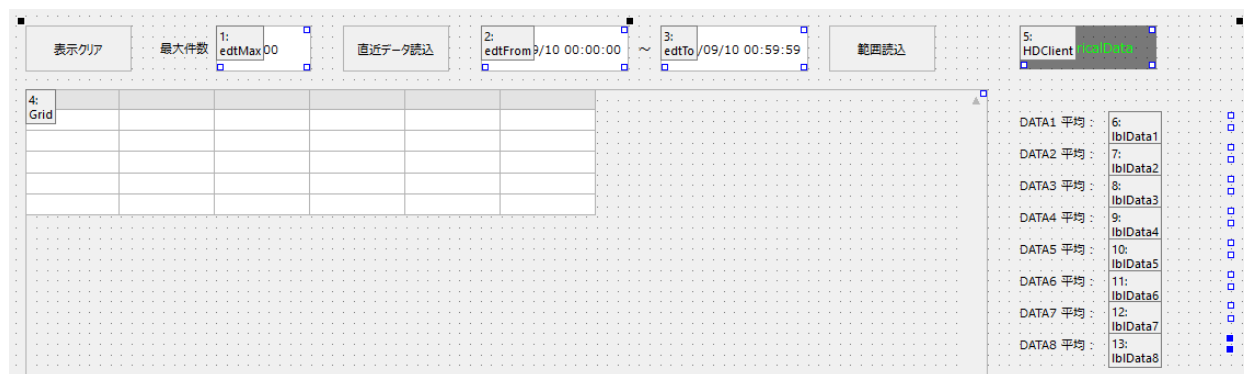 表示クリア
最大件数
1:
edtMax 00
直近データ読込
2:
edtFrom 9/10 00:00:00
～
3:
edtTo /09/10 00:59:59
範囲読込
5:
HDClient ricalData
4:
Grid
DATA1 平均 :
6:
lblData1
DATA2 平均 :
7:
lblData2
DATA3 平均 :
8:
lblData3
DATA4 平均 :
9:
lblData4
DATA5 平均 :
10:
lblData5
DATA6 平均 :
11:
lblData6
DATA7 平均 :
12:
lblData7
DATA8 平均 :
13:
lblData8